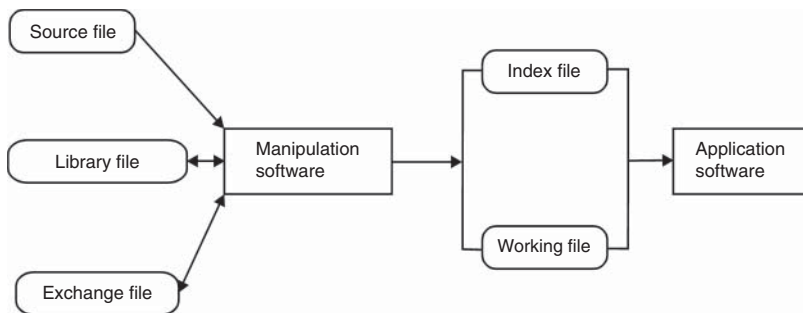 Source file
Library file
Exchange file
Manipulation
software
Index file
Working file
Application
software